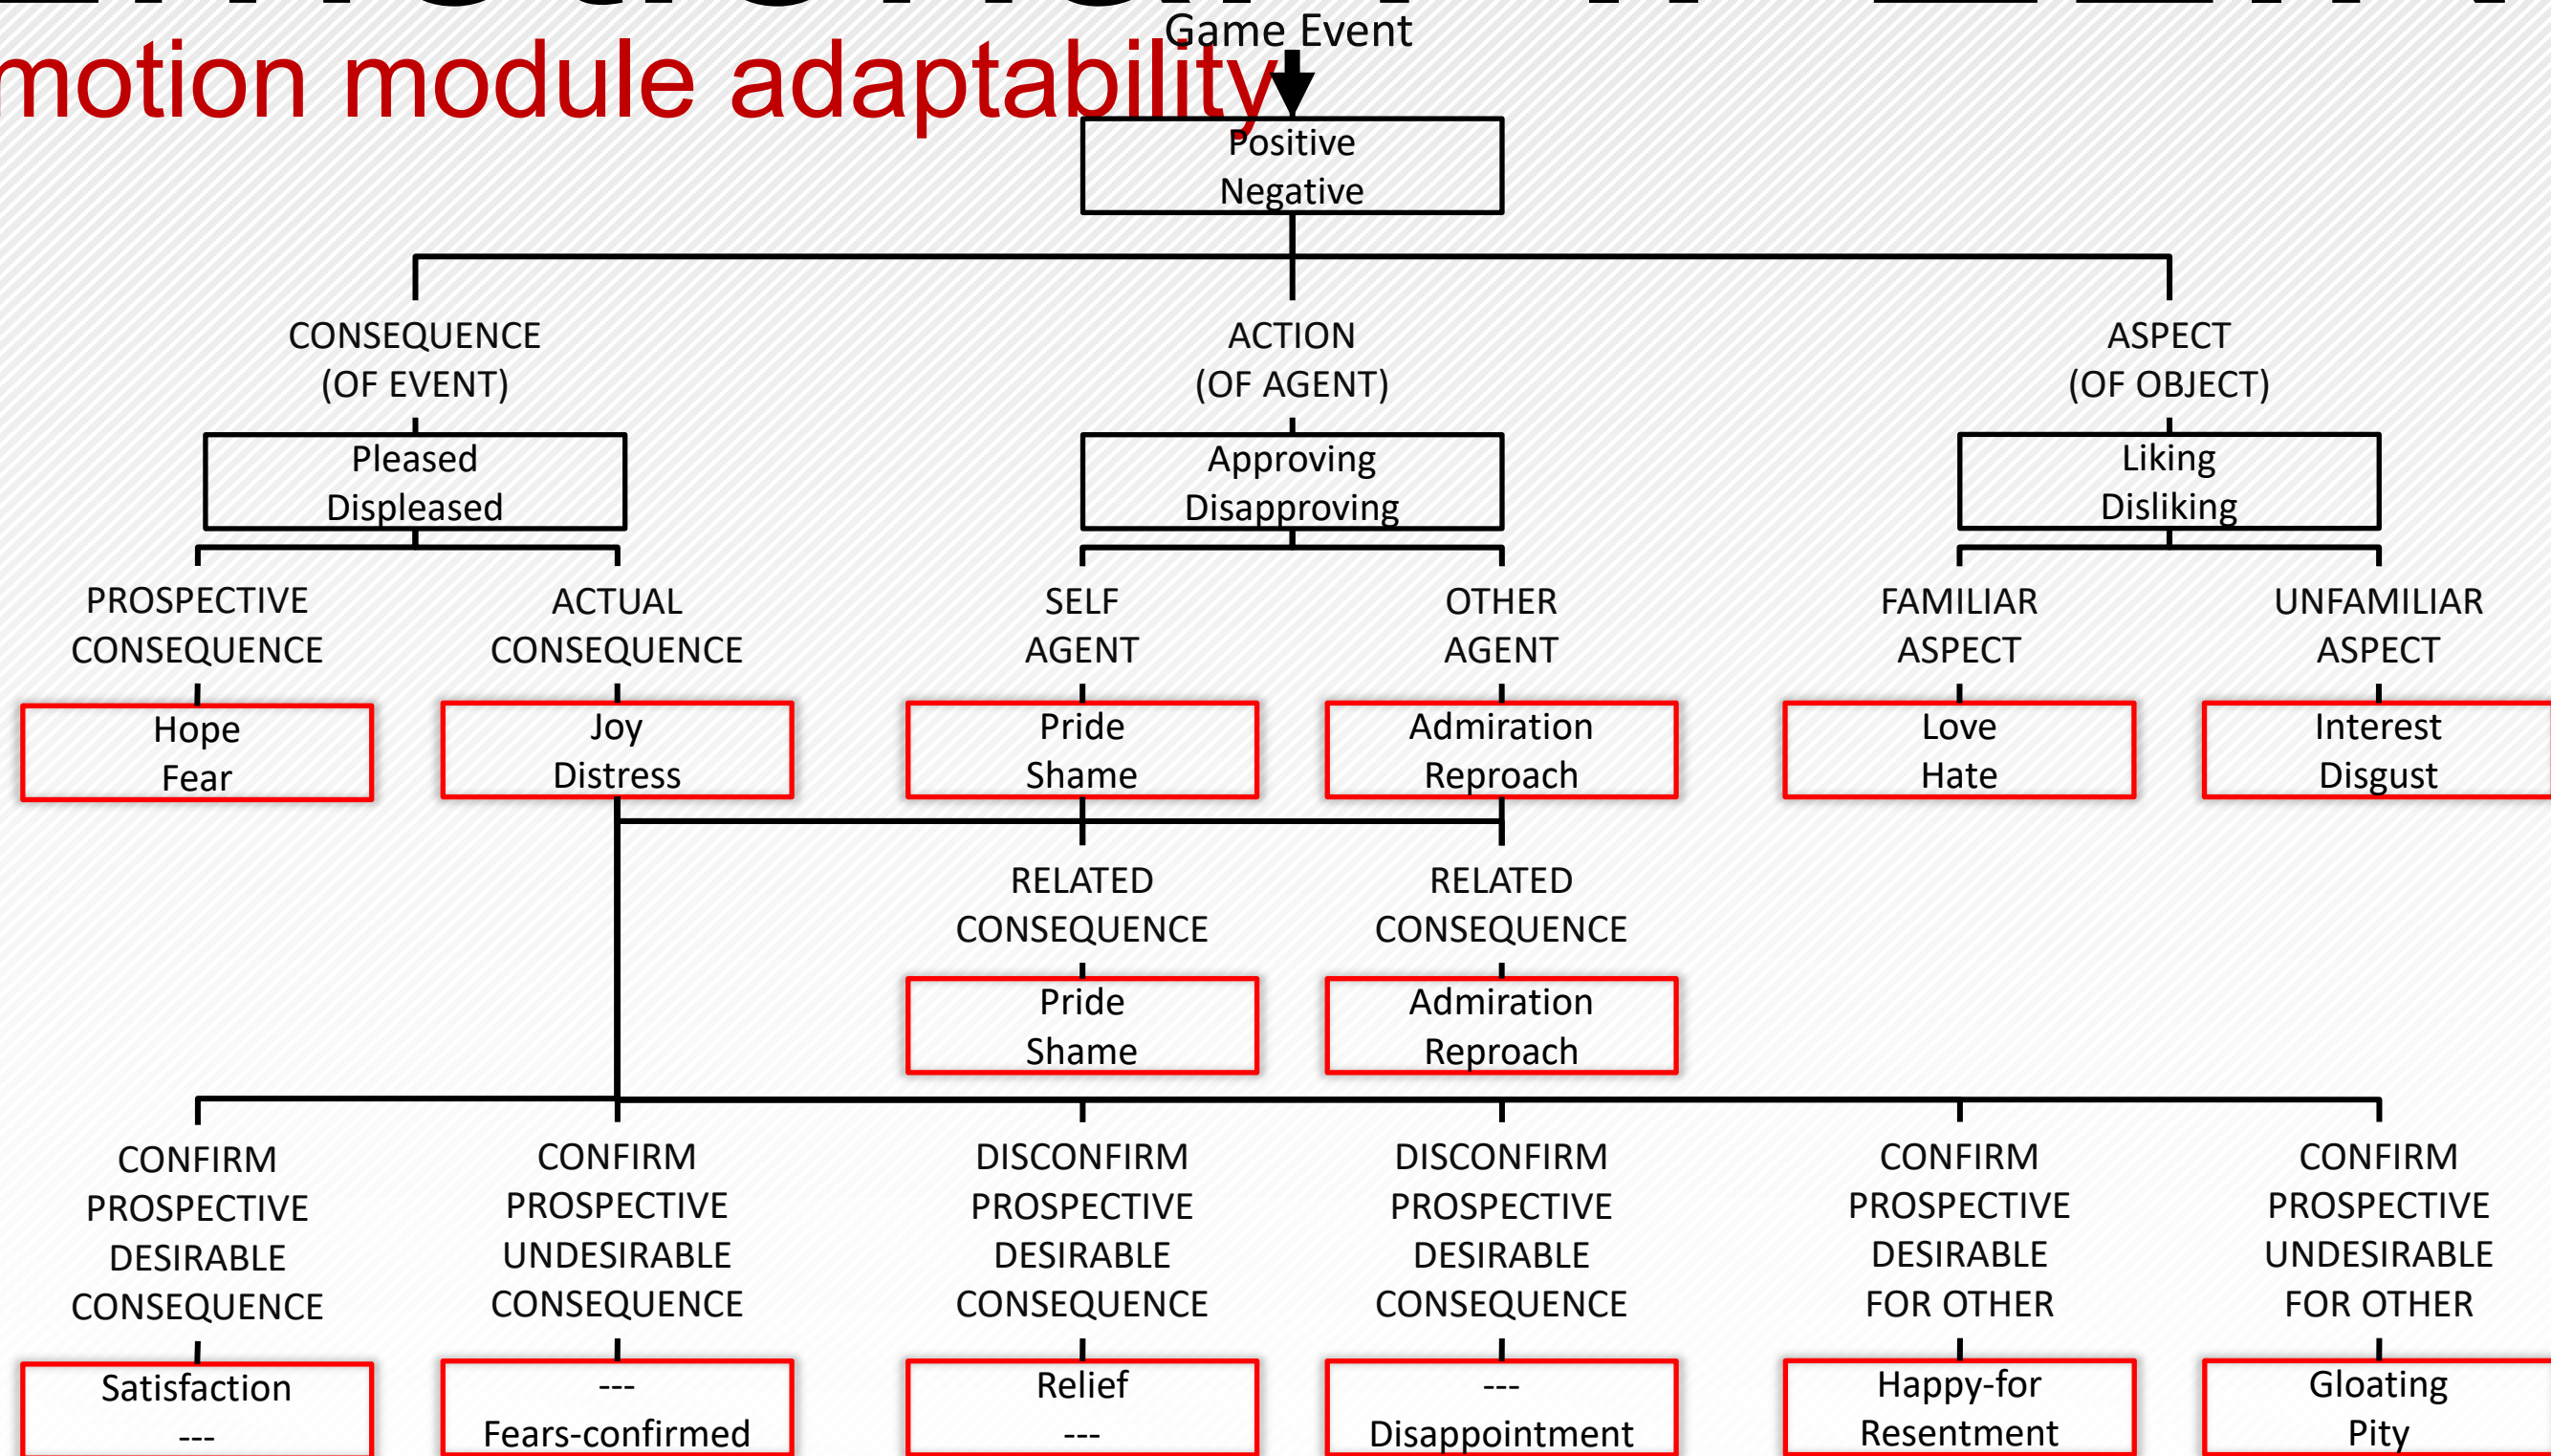 Game Event
motion module adaptability
Positive
Negative
CONSEQUENCE
(OF EVENT)
ACTION
(OF AGENT)
ASPECT
(OF OBJECT)
Pleased
Displeased
Approving
Disapproving
Liking
Disliking
PROSPECTIVE
CONSEQUENCE
ACTUAL
CONSEQUENCE
SELF
AGENT
OTHER
AGENT
FAMILIAR
ASPECT
UNFAMILIAR
ASPECT
Hope
Fear
Joy
Distress
Pride
Shame
Admiration
Reproach
Love
Hate
Interest
Disgust
RELATED
CONSEQUENCE
RELATED
CONSEQUENCE
Pride
Shame
Admiration
Reproach
CONFIRM
PROSPECTIVE
DESIRABLE
CONSEQUENCE
CONFIRM
PROSPECTIVE
UNDESIRABLE
CONSEQUENCE
DISCONFIRM
PROSPECTIVE
DESIRABLE
CONSEQUENCE
DISCONFIRM
PROSPECTIVE
DESIRABLE
CONSEQUENCE
CONFIRM
PROSPECTIVE
DESIRABLE
FOR OTHER
CONFIRM
PROSPECTIVE
UNDESIRABLE
FOR OTHER
Satisfaction
---
---
Fears-confirmed
Relief
---
---
Disappointment
Happy-for
Resentment
Gloating
Pity